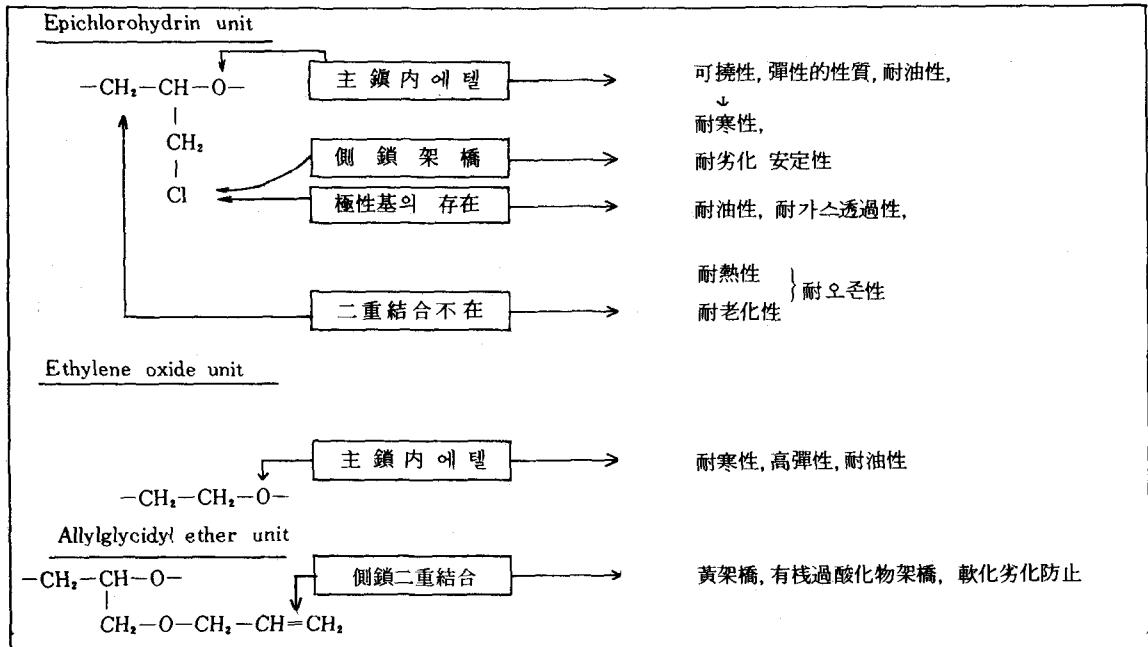 Epichlorohydrin unit
主鎭內에텔
可撓性, 彈性的性質, 耐油性,
↓
耐寒性,
—CH₂—CH—O—
CH₂
Cl
側鎖架橋
耐劣化 安定性
極性基의 存在
耐油性, 耐가스透過性,
二重結合不在
耐熱性
耐老化性
} 耐오존性
Ethylene oxide unit
主鎖內에텔
耐寒性, 高彈性, 耐油性
—CH₂—CH₂—O—
Allylglycidyl ether unit
側鎖二重結合
黃架橋, 有桟過酸化物架橋, 軟化劣化防止
—CH₂—CH—O—
CH₂—O—CH₂—CH=CH₂